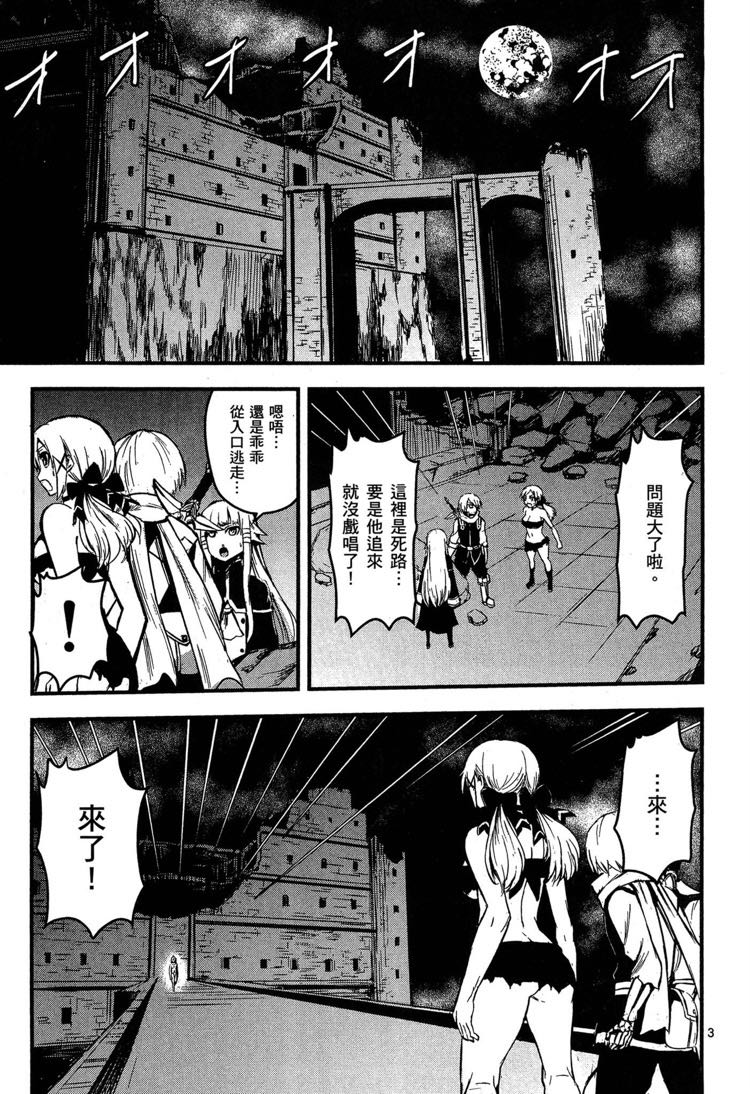 オオオオオオオ
問題大了啦。
這裡是死路…
要是他追來
就沒戲唱了！
嗯唔…
還是乖乖
從入口逃走…
！
…來…
來了！
3